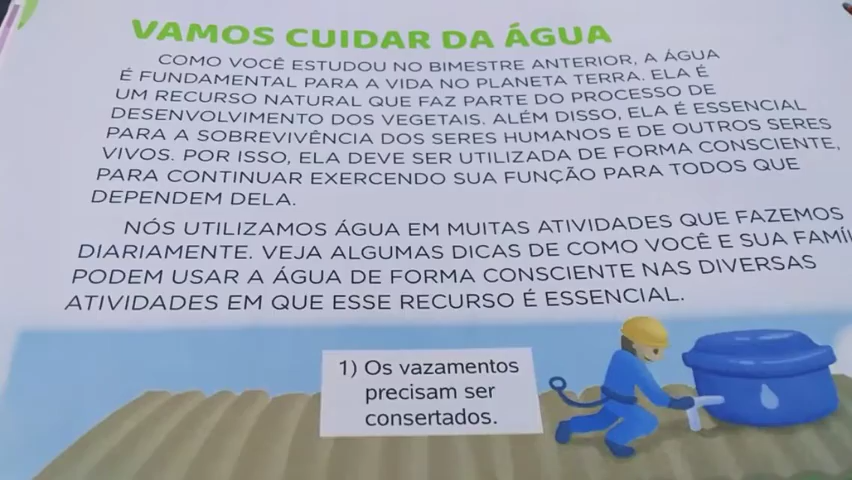 VAMOS CUIDAR DA ÁGUA
COMO VOCÊ ESTUDOU NO BIMESTRE ANTERIOR, A ÁGUA
É FUNDAMENTAL PARA A VIDA NO PLANETA TERRA. ELA É
UM RECURSO NATURAL QUE FAZ PARTE DO PROCESSO DE
DESENVOLVIMENTO DOS VEGETAIS. ALÉM DISSO, ELA É ESSENCIAL
PARA A SOBREVIVÊNCIA DOS SERES HUMANOS E DE OUTROS SERES
VIVOS. POR ISSO, ELA DEVE SER UTILIZADA DE FORMA CONSCIENTE,
PARA CONTINUAR EXERCENDO SUA FUNÇÃO PARA TODOS QUE
DEPENDEM DELA.
NÓS UTILIZAMOS ÁGUA EM MUITAS ATIVIDADES QUE FAZEMOS
DIARIAMENTE. VEJA ALGUMAS DICAS DE COMO VOCÊ E SUA FAMÍ
PODEM USAR A ÁGUA DE FORMA CONSCIENTE NAS DIVERSAS
ATIVIDADES EM QUE ESSE RECURSO É ESSENCIAL.
1) Os vazamentos
precisam ser
consertados.